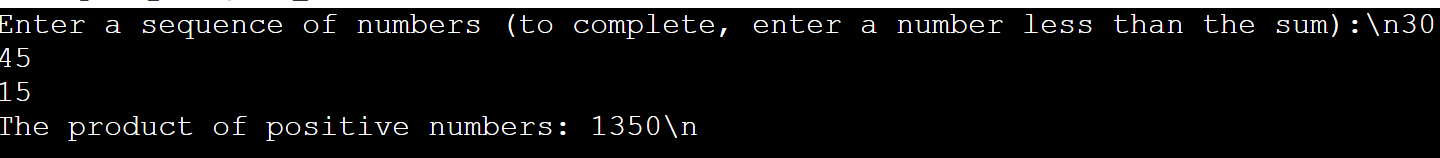 Enter a sequence of numbers (to complete, enter a number less than the sum):\n30
45
15
The product of positive numbers: 1350\n